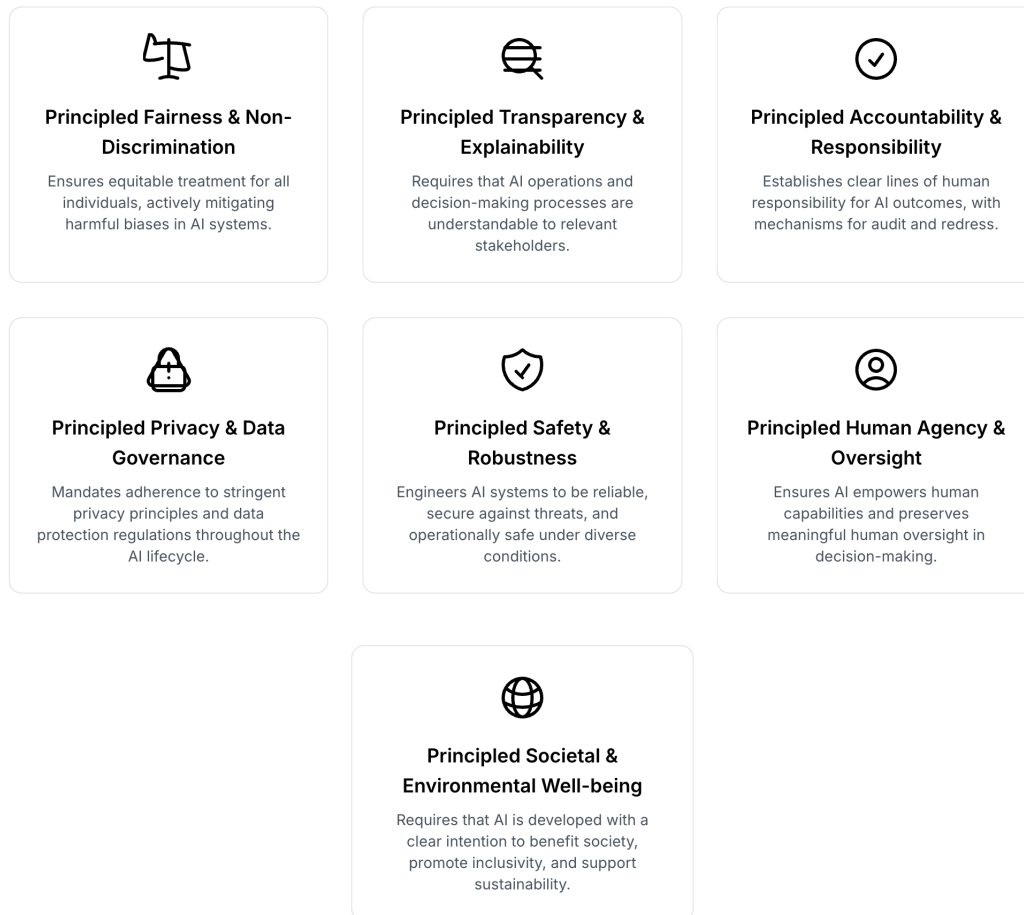 Principled Fairness & Non-
Discrimination
Ensures equitable treatment for all
individuals, actively mitigating
harmful biases in AI systems.
Principled Transparency &
Explainability
Requires that AI operations and
decision-making processes are
understandable to relevant
stakeholders.
Principled Accountability &
Responsibility
Establishes clear lines of human
responsibility for AI outcomes, with
mechanisms for audit and redress.
Principled Privacy & Data
Governance
Mandates adherence to stringent
privacy principles and data
protection regulations throughout the
AI lifecycle.
Principled Safety &
Robustness
Engineers AI systems to be reliable,
secure against threats, and
operationally safe under diverse
conditions.
Principled Human Agency &
Oversight
Ensures AI empowers human
capabilities and preserves
meaningful human oversight in
decision-making.
Principled Societal &
Environmental Well-being
Requires that AI is developed with a
clear intention to benefit society,
promote inclusivity, and support
sustainability.